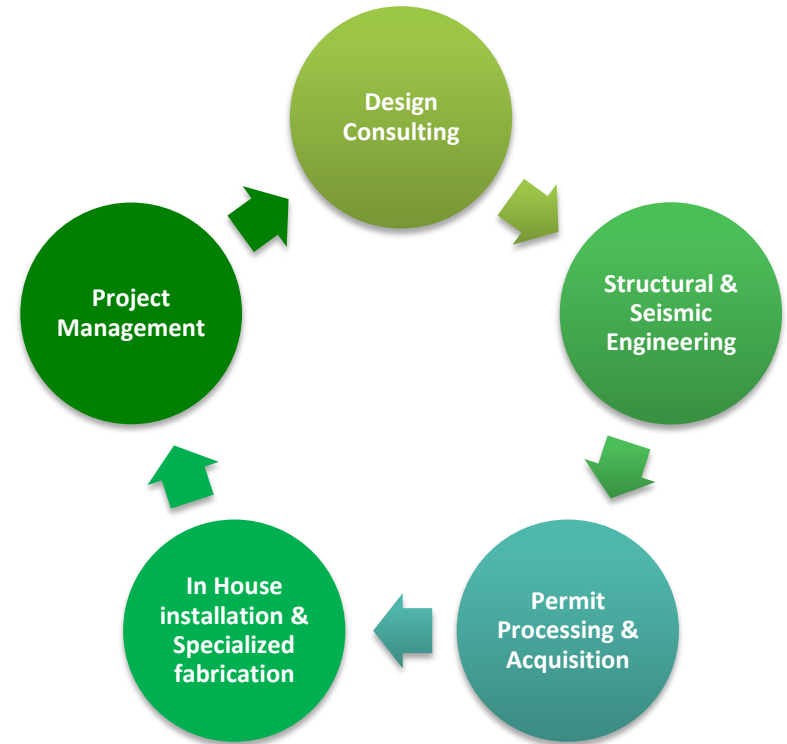 Design
Consulting
Structural &
Seismic
Engineering
Permit
Processing &
Acquisition
In House
installation &
Specialized
fabrication
Project
Management